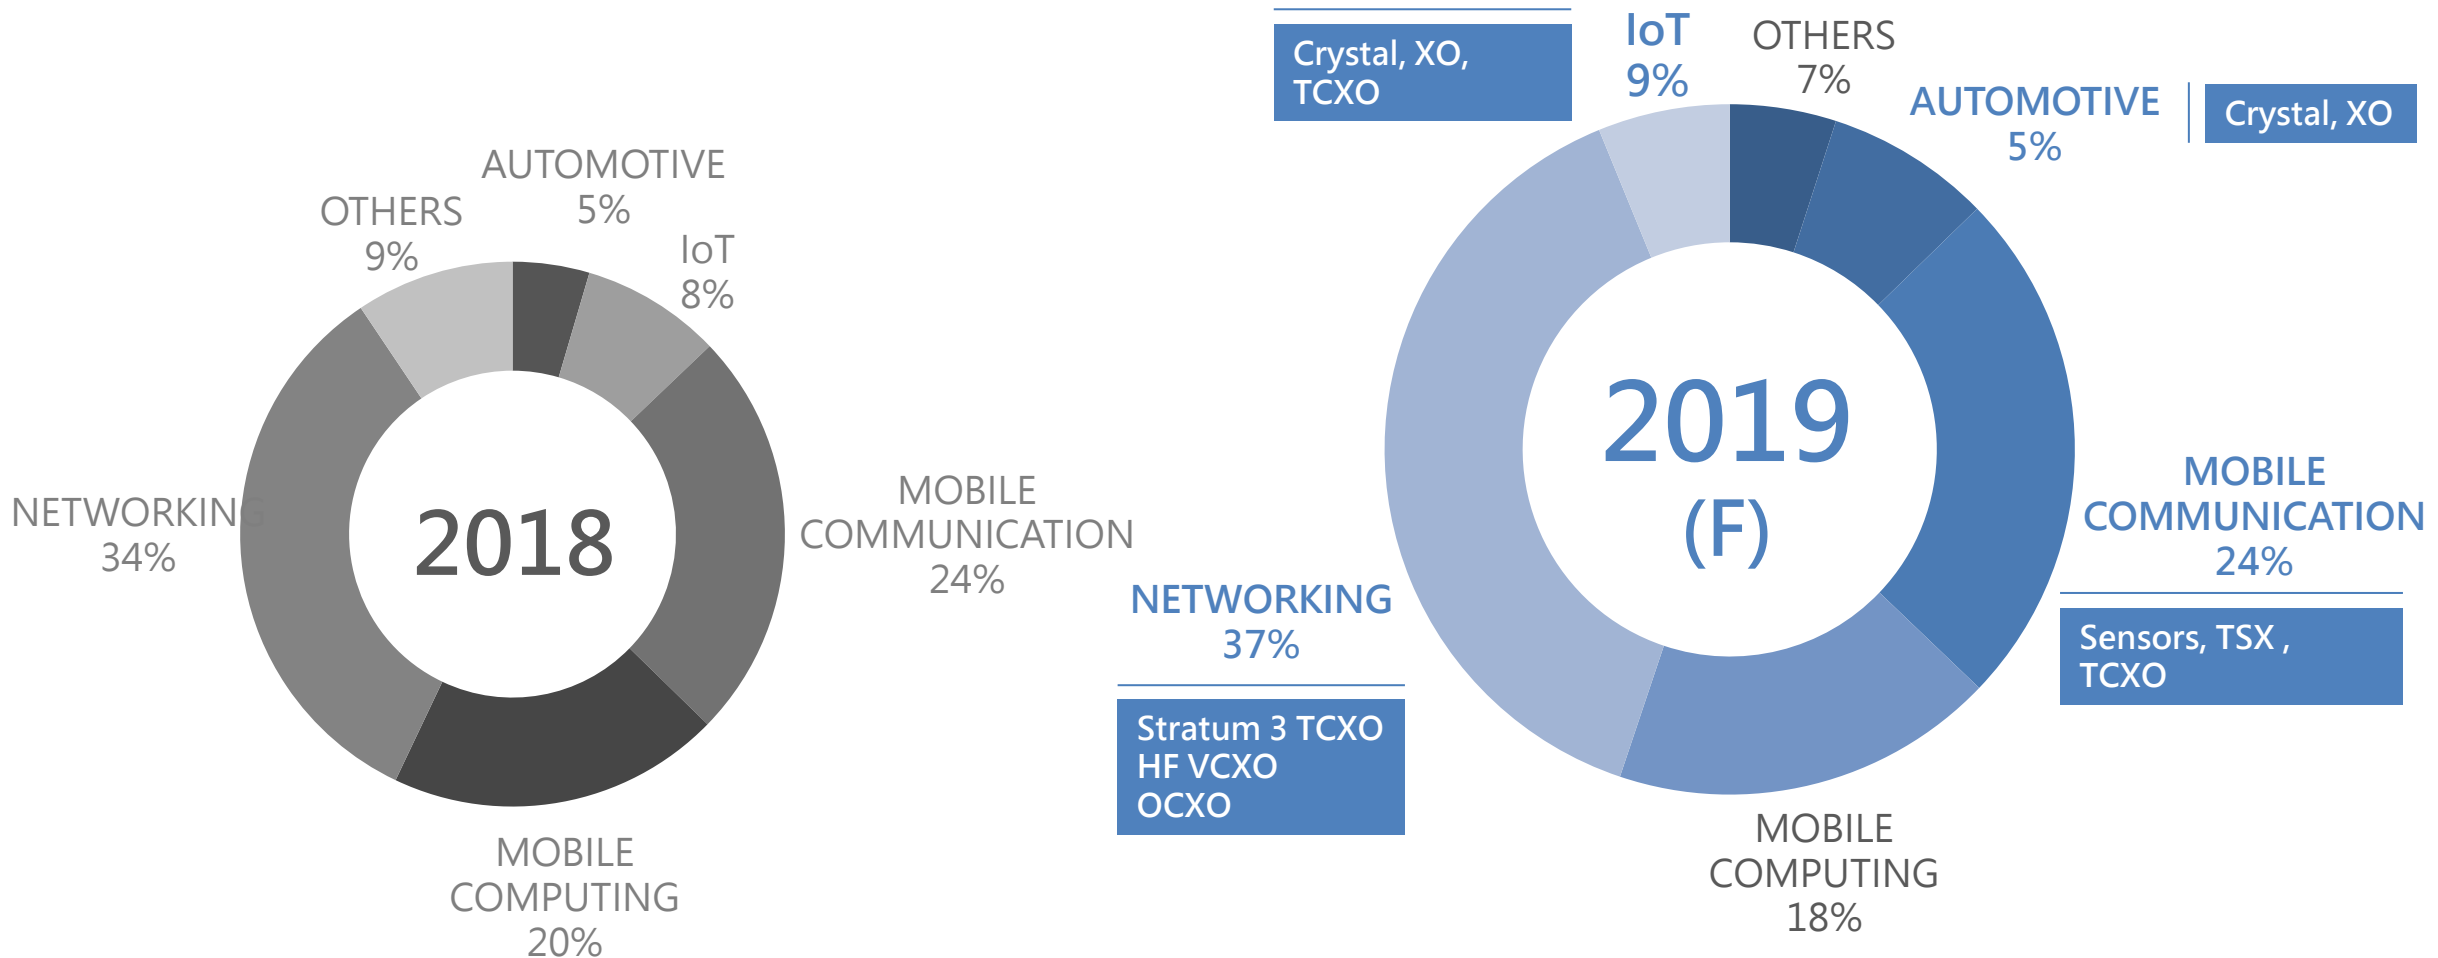 AUTOMOTIVE
5%
OTHERS
9%
IoT
8%
NETWORKING
34%
2018
MOBILE
COMMUNICATION
24%
MOBILE
COMPUTING
20%
Crystal, XO,
TCXO
IoT
9%
OTHERS
7%
AUTOMOTIVE
5%
Crystal, XO
2019
(F)
MOBILE
COMMUNICATION
24%
Sensors, TSX ,
TCXO
NETWORKING
37%
Stratum 3 TCXO
HF VCXO
OCXO
MOBILE
COMPUTING
18%